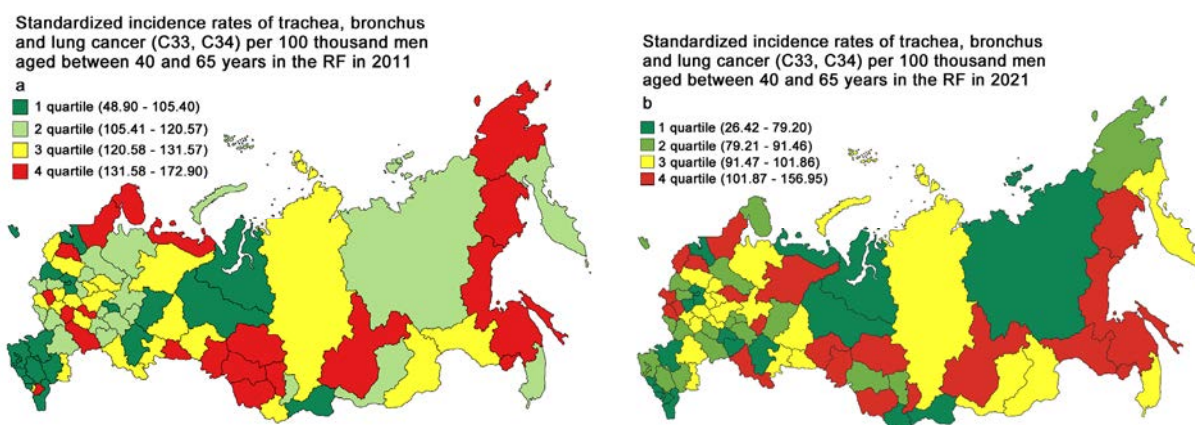 Standardized incidence rates of trachea, bronchus
and lung cancer (C33, C34) per 100 thousand men
aged between 40 and 65 years in the RF in 2011
a
1 quartile (48.90 - 105.40)
2 quartile (105.41 - 120.57)
3 quartile (120.58 - 131.57)
4 quartile (131.58 - 172.90)
Standardized incidence rates of trachea, bronchus
and lung cancer (C33, C34) per 100 thousand men
aged between 40 and 65 years in the RF in 2021
b
1 quartile (26.42 - 79.20)
2 quartile (79.21 - 91.46)
3 quartile (91.47 - 101.86)
4 quartile (101.87 - 156.95)